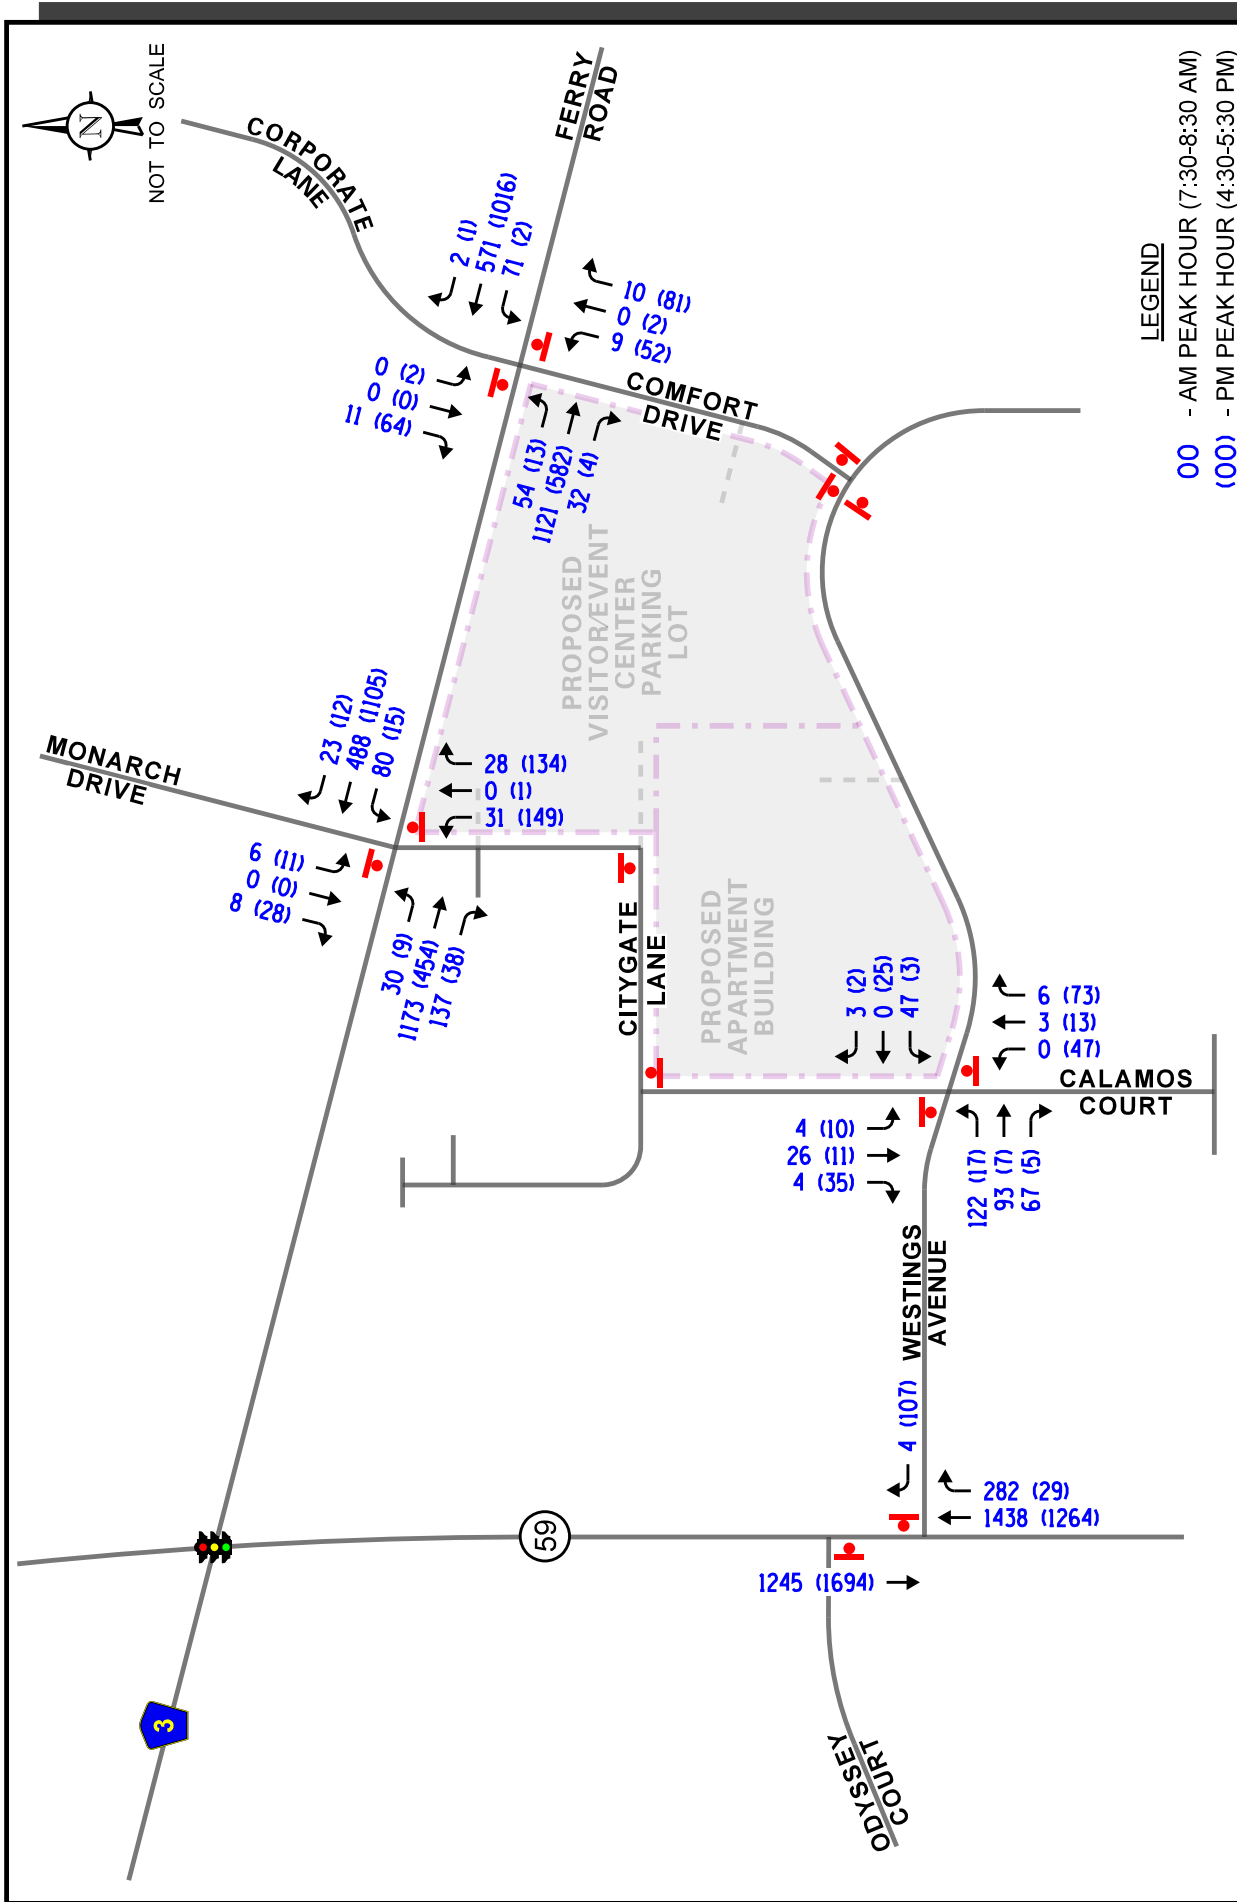 NOT TO SCALE
N
CORPORATE
LANE
FERRY
ROAD
2 (1)
571 (1016)
71 (2)
10 (81)
0 (2)
9 (52)
0 (2)
0 (0)
11 (64)
54 (13)
1121 (582)
32 (4)
COMFORT
DRIVE
LEGEND
00 - AM PEAK HOUR (7:30-8:30 AM)
(00) - PM PEAK HOUR (4:30-5:30 PM)
PROPOSED
VISITOR/EVENT
CENTER
PARKING
LOT
MONARCH
DRIVE
23 (12)
488 (1105)
80 (15)
28 (134)
0 (1)
31 (149)
6 (11)
0 (0)
8 (28)
30 (9)
1173 (454)
137 (38)
CITYGATE
LANE
PROPOSED
APARTMENT
BUILDING
3 (2)
0 (25)
47 (3)
6 (73)
3 (13)
0 (47)
CALAMOS
COURT
4 (10)
26 (11)
4 (35)
122 (17)
93 (7)
67 (5)
WESTINGS
AVENUE
4 (107)
282 (29)
1438 (1264)
59
1245 (1694)
3
ODYSSEY
COURT